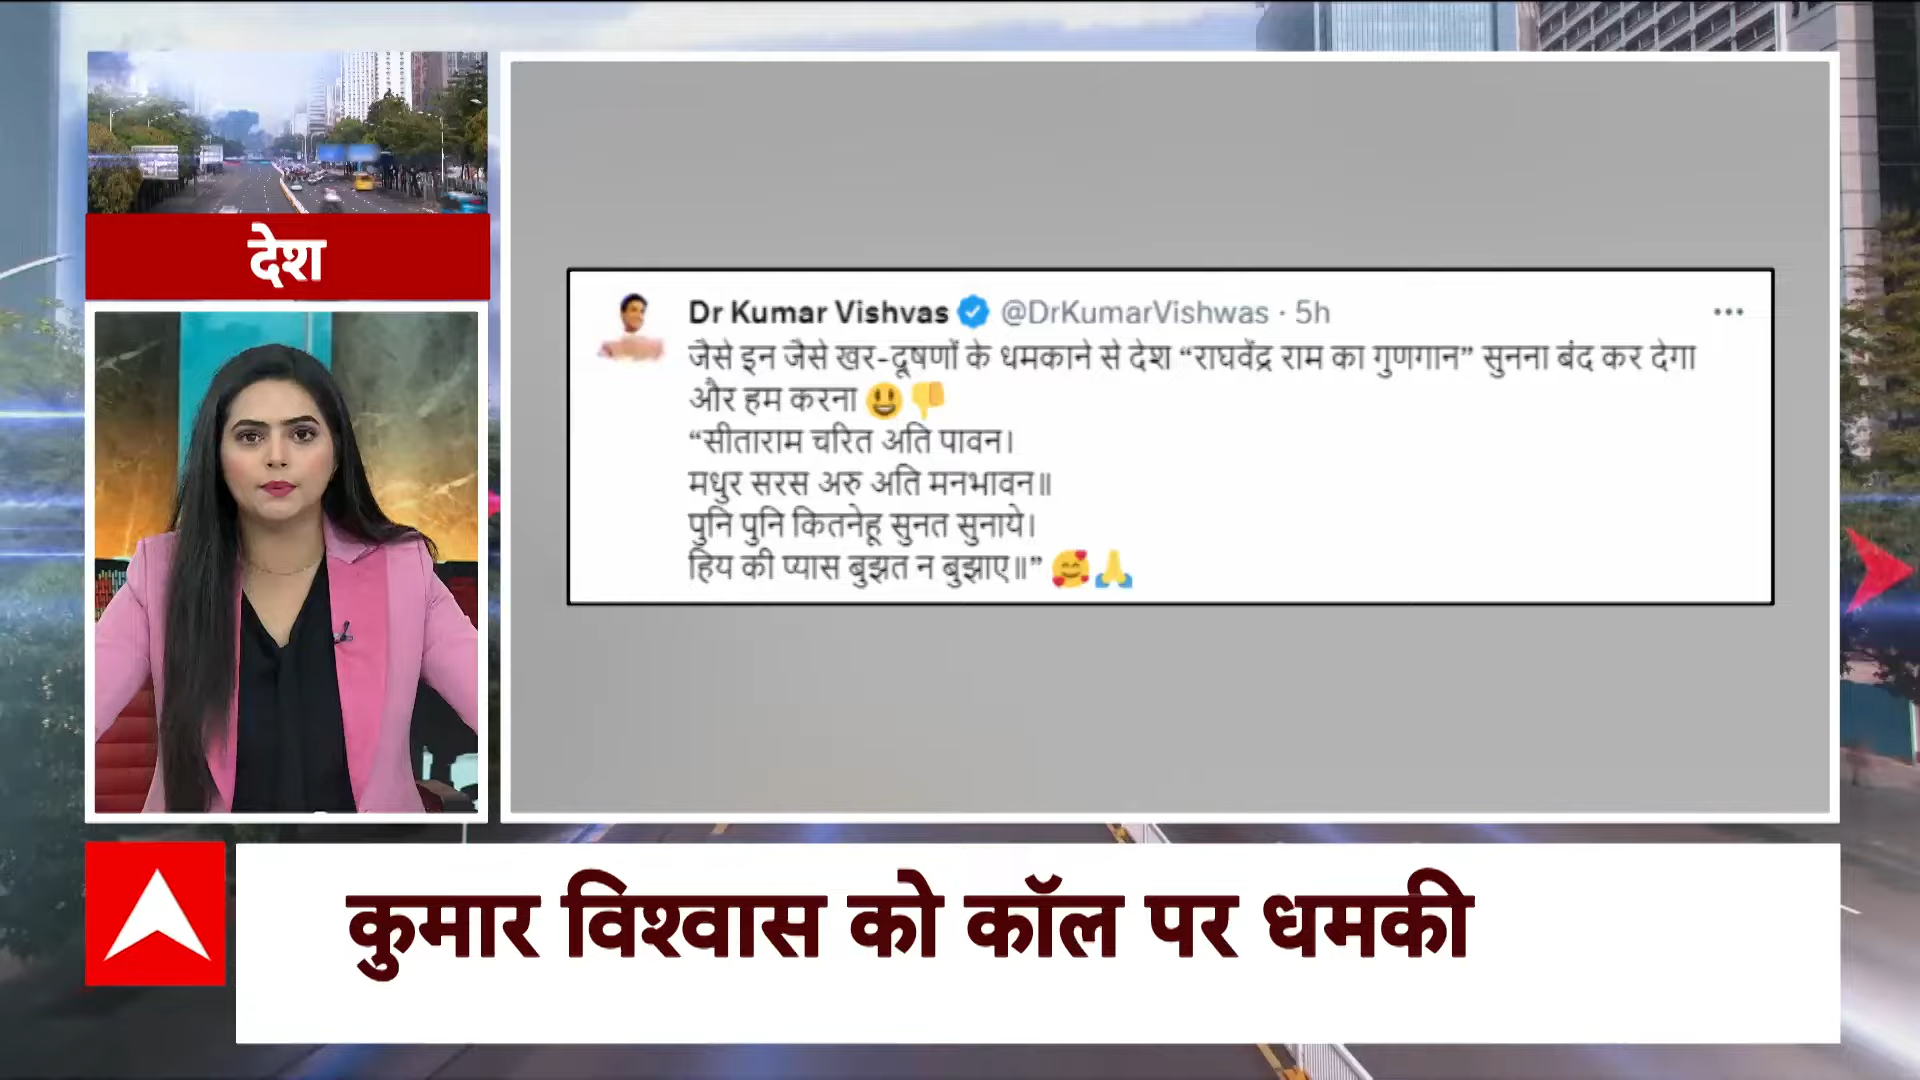 देश
Dr Kumar Vishvas @DrKumarVishwas · 5h
जैसे इन जैसे खर-दूषणों के धमकाने से देश “राघवेंद्र राम का गुणगान” सुनना बंद कर देगा
और हम करना 😃👎
“सीताराम चरित अति पावन।
मधुर सरस अरु अति मनभावन॥
पुनि पुनि कितनेहू सुनत सुनाये।
हिय की प्यास बुझत न बुझाए॥” 🥰🙏
कुमार विश्वास को कॉल पर धमकी